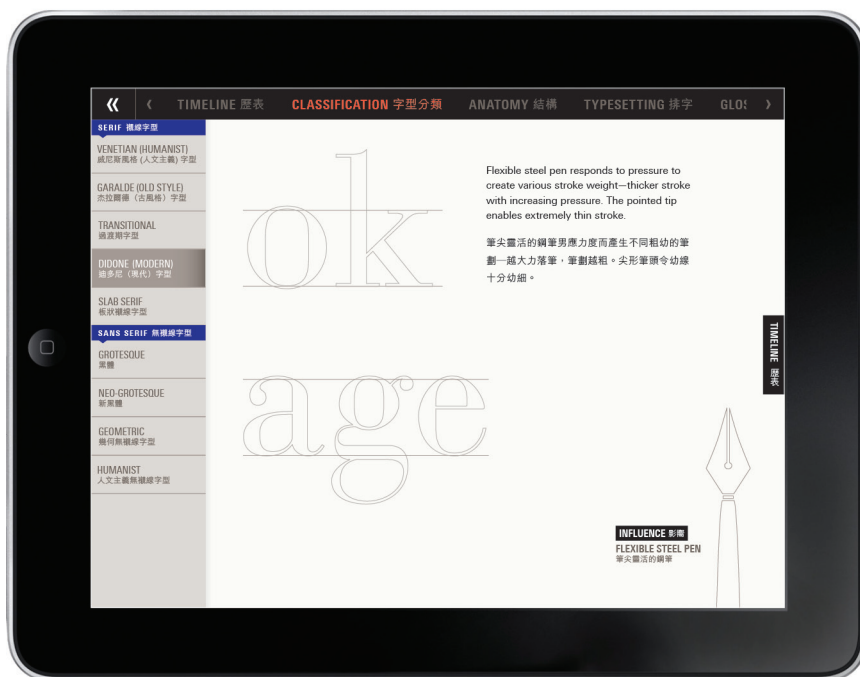 « ‹ TIMELINE 歷表 CLASSIFICATION 字型分類 ANATOMY 結構 TYPESETTING 排字 GLOS ›
SERIF 襯線字型
VENETIAN (HUMANIST)
威尼斯風格 (人文主義) 字型
GARALDE (OLD STYLE)
杰拉爾德（古風格）字型
TRANSITIONAL
過渡期字型
DIDONE (MODERN)
迪多尼（現代）字型
SLAB SERIF
板狀襯線字型
SANS SERIF 無襯線字型
GROTESQUE
黑體
NEO-GROTESQUE
新黑體
GEOMETRIC
幾何無襯線字型
HUMANIST
人文主義無襯線字型
ok
age
Flexible steel pen responds to pressure to
create various stroke weight—thicker stroke
with increasing pressure. The pointed tip
enables extremely thin stroke.
筆尖靈活的鋼筆男應力度而產生不同粗幼的筆
劃—越大力落筆，筆劃越粗。尖形筆頭令幼線
十分幼細。
TIMELINE 歷表
INFLUENCE 影響
FLEXIBLE STEEL PEN
筆尖靈活的鋼筆